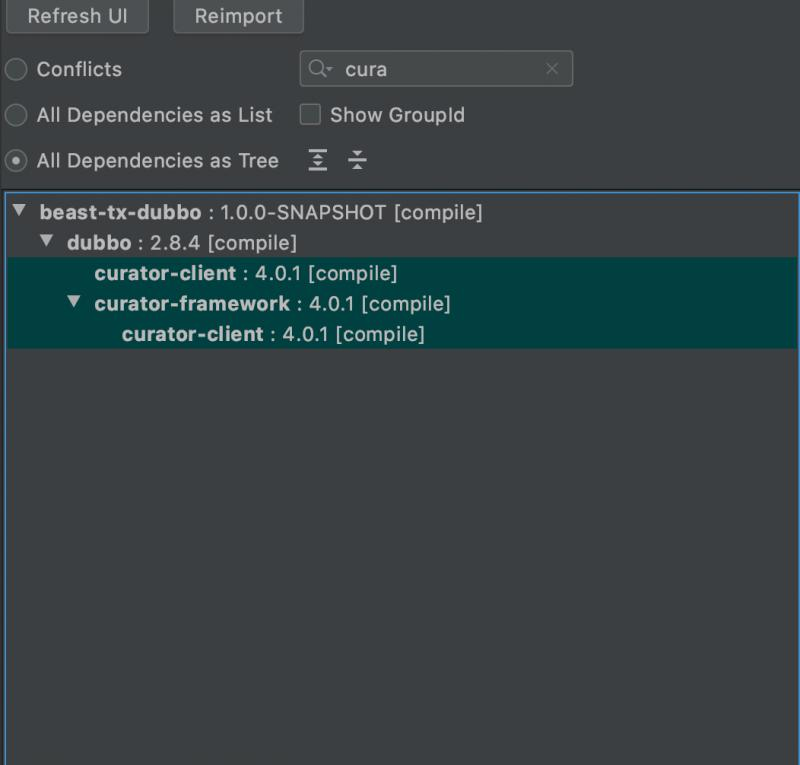 Refresh UI Reimport
Conflicts cura
All Dependencies as List Show GroupId
All Dependencies as Tree
beast-tx-dubbo : 1.0.0-SNAPSHOT [compile]
dubbo : 2.8.4 [compile]
curator-client : 4.0.1 [compile]
curator-framework : 4.0.1 [compile]
curator-client : 4.0.1 [compile]